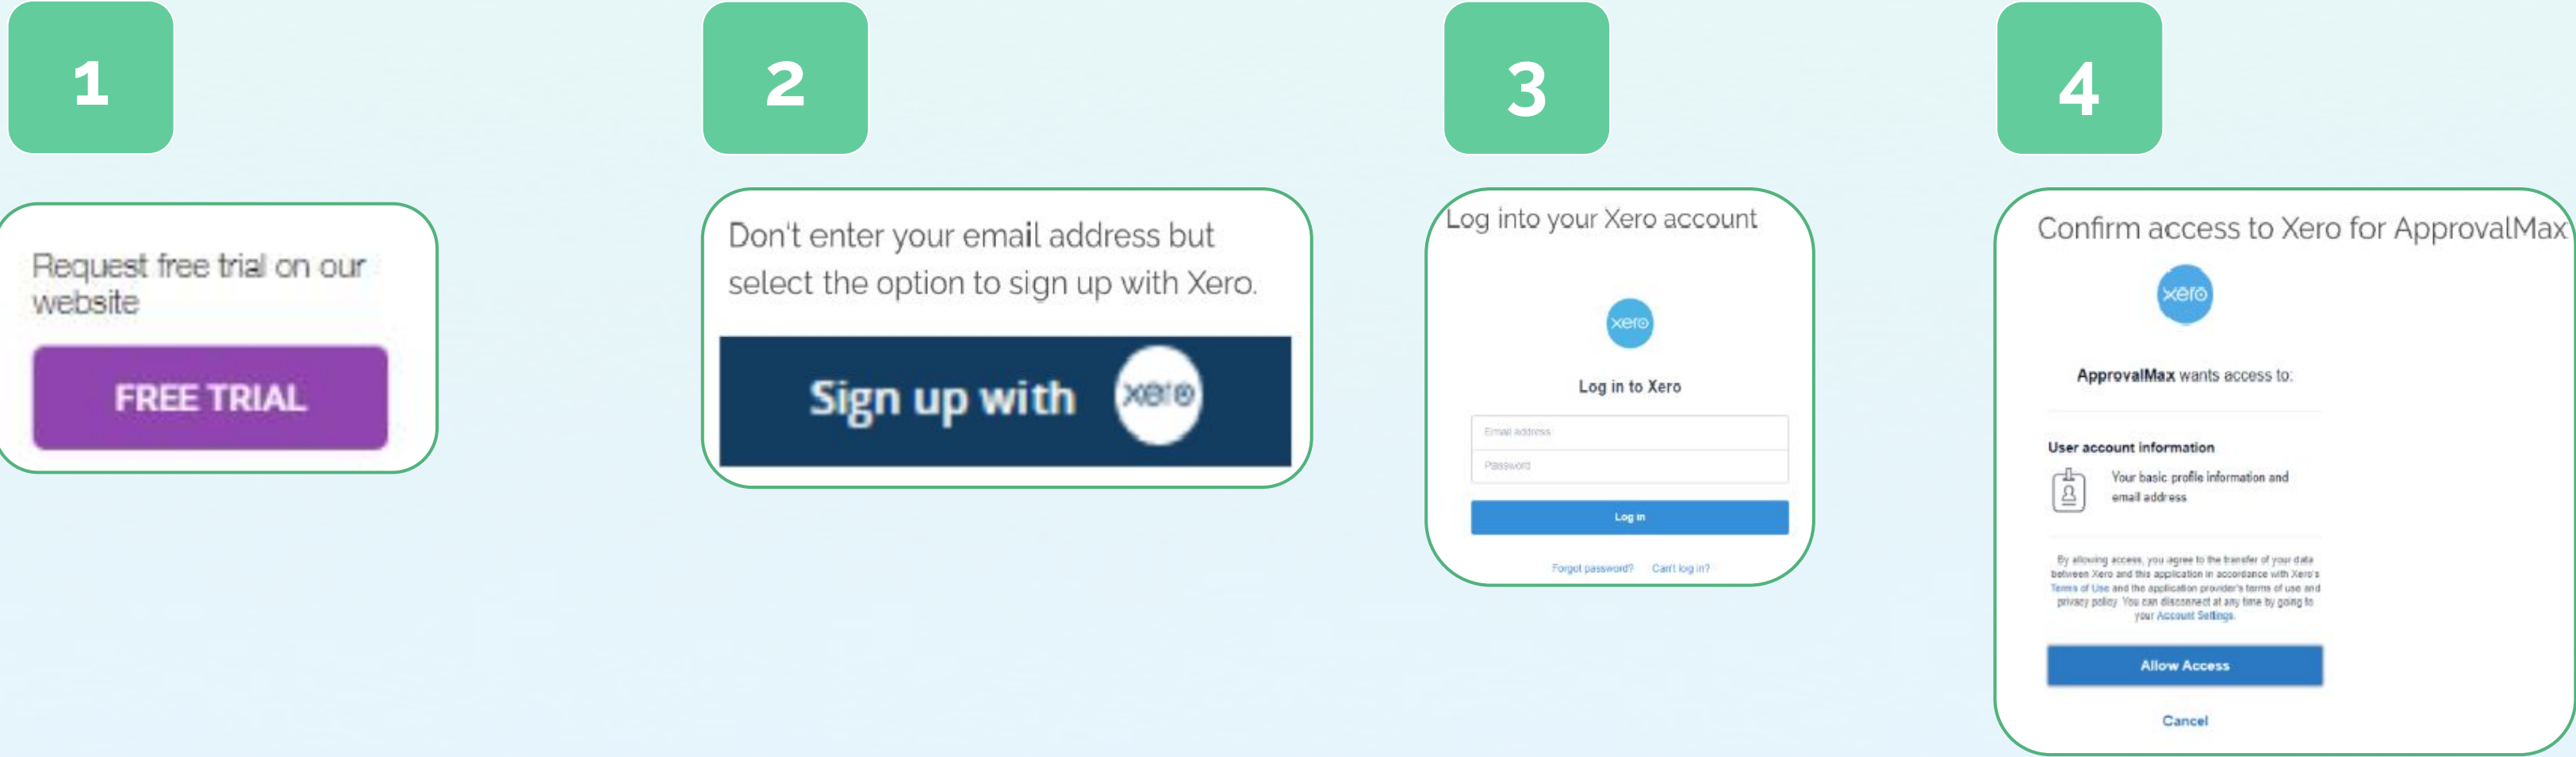 1
Request free trial on our
website
FREE TRIAL
2
Don't enter your email address but
select the option to sign up with Xero.
Sign up with xero
3
Log into your Xero account
xero
Log in to Xero
Email address
Password
Log in
Forgot password? Can't log in?
4
Confirm access to Xero for ApprovalMax
xero
ApprovalMax wants access to:
User account information
Your basic profile information and
email address
By allowing access, you agree to the transfer of your data
between Xero and this application in accordance with Xero's
Terms of Use and the application provider's terms of use and
privacy policy. You can disconnect at any time by going to
your Account Settings.
Allow Access
Cancel